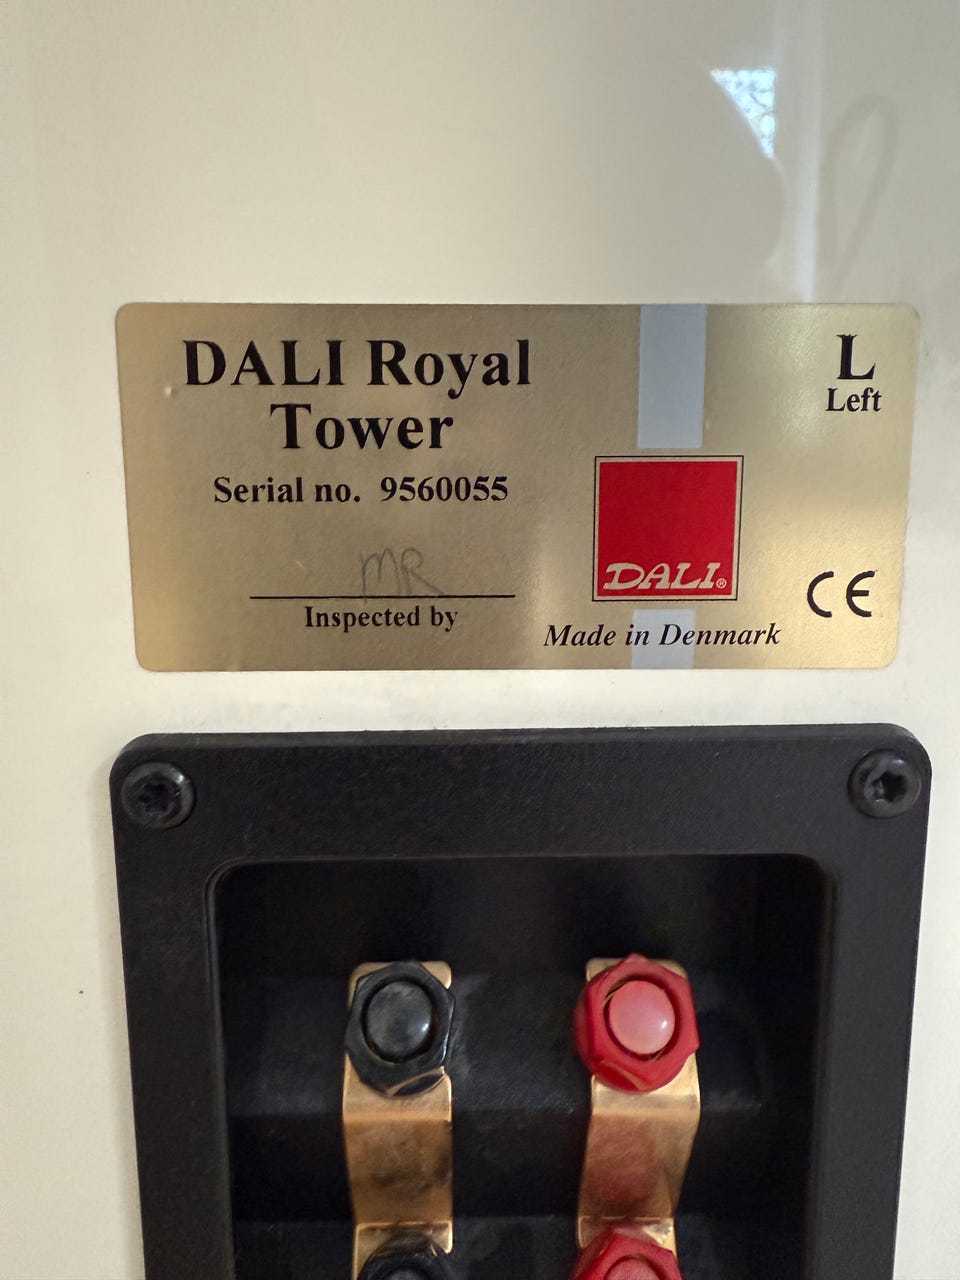 DALI Royal
Tower
Serial no. 9560055
MR
Inspected by
L
Left
DALI®
Made in Denmark
CE